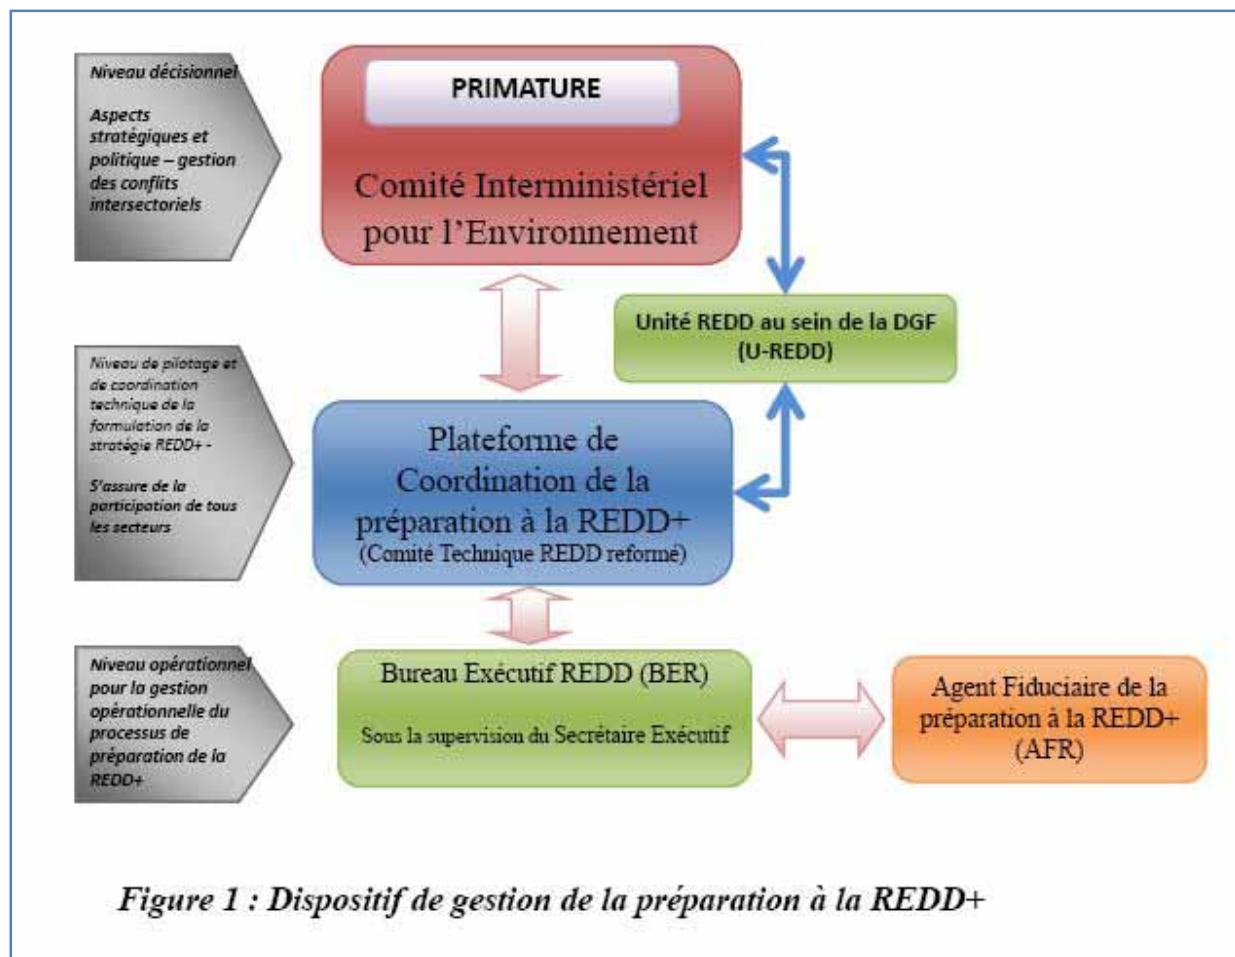 Niveau décisionnel
Aspects
stratégiques et
politique – gestion
des conflits
intersectoriels
PRIMATURE
Comité Interministériel
pour l'Environnement
Unité REDD au sein de la DGF
(U-REDD)
Niveau de pilotage et
de coordination
technique de la
formulation de la
stratégie REDD+ -
S'assure de la
participation de tous
les secteurs
Plateforme de
Coordination de la
préparation à la REDD+
(Comité Technique REDD reformé)
Niveau opérationnel
pour la gestion
opérationnelle du
processus de
préparation de la
REDD+
Bureau Exécutif REDD (BER)
Sous la supervision du Secrétaire Exécutif
Agent Fiduciaire de la
préparation à la REDD+
(AFR)
Figure 1 : Dispositif de gestion de la préparation à la REDD+